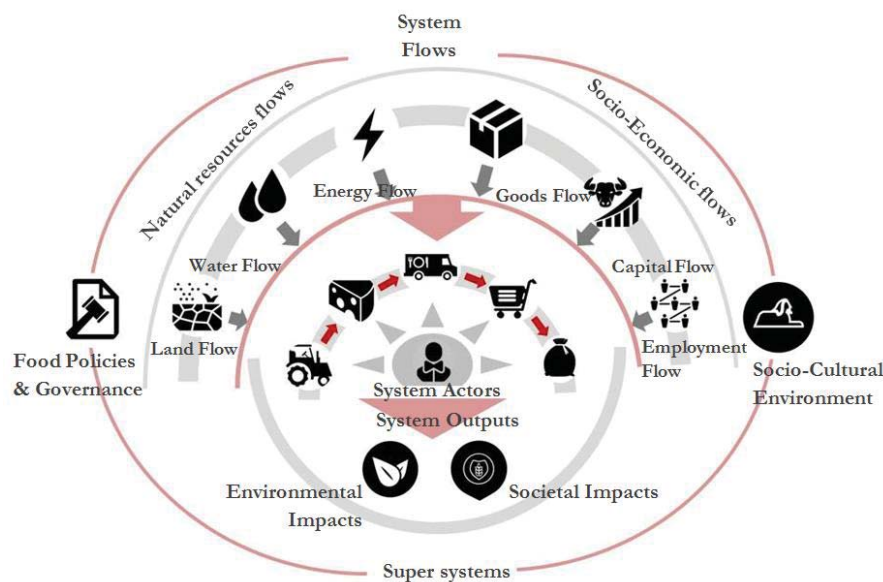 System
Flows
Natural resources flows
Socio-Economic flows
Energy Flow
Goods Flow
Water Flow
Capital Flow
Land Flow
Employment
Flow
Food Policies
& Governance
Socio-Cultural
Environment
System Actors
System Outputs
Environmental
Impacts
Societal Impacts
Super systems